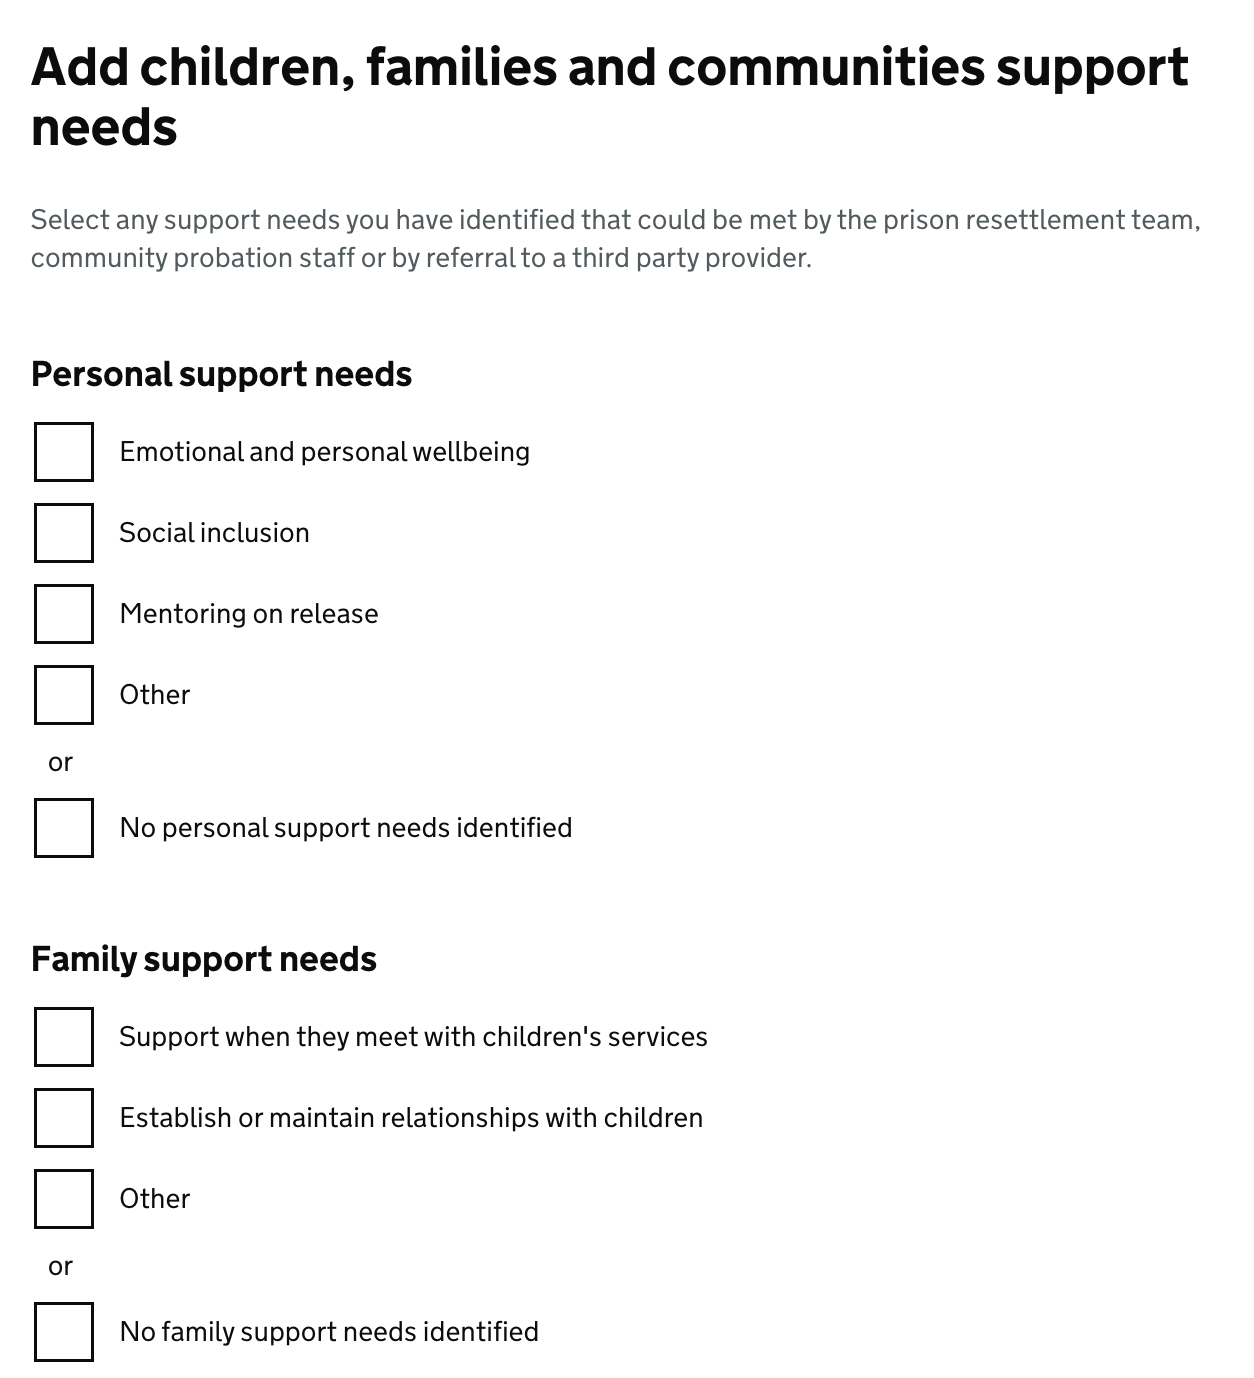 Add children, families and communities support
needs
Select any support needs you have identified that could be met by the prison resettlement team,
community probation staff or by referral to a third party provider.
Personal support needs
Emotional and personal wellbeing
Social inclusion
Mentoring on release
Other
or
No personal support needs identified
Family support needs
Support when they meet with children's services
Establish or maintain relationships with children
Other
or
No family support needs identified